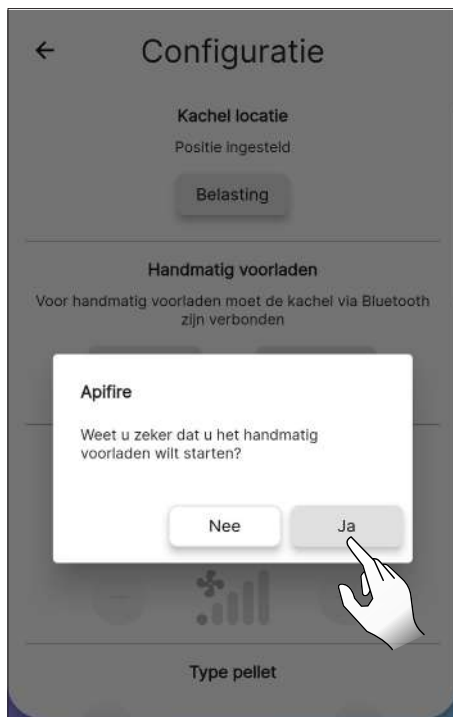 Configuratie
Kachel locatie
Positie ingesteld
Belasting
Handmatig voorladen
Voor handmatig voorladen moet de kachel via Bluetooth
zijn verbonden
Apifire
Weet u zeker dat u het handmatig
voorladen wilt starten?
Nee
Ja
Type pellet